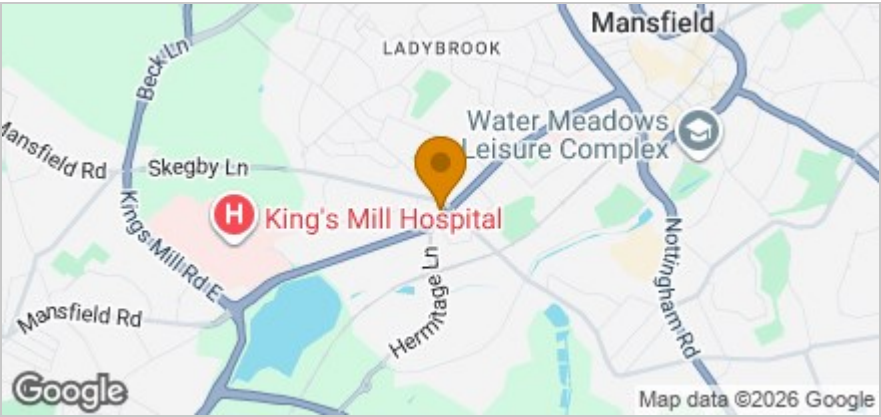 Mansfield
LADYBROOK
Beck Ln
Water Meadows
Leisure Complex
Mansfield Rd
Skegby Ln
H
King's Mill Hospital
Kings Mill Rd E
Hermitage Ln
Nottingham Rd
Mansfield Rd
Google
Map data ©2026 Google